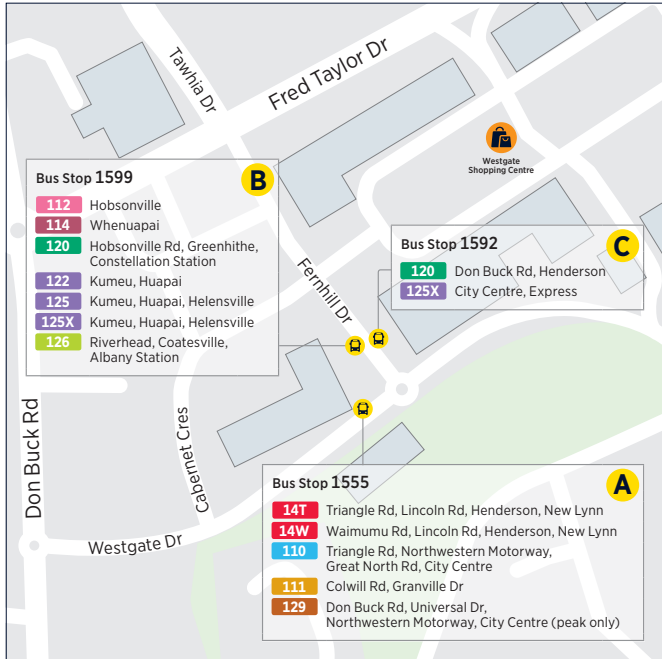 Tawhia Dr
Fred Taylor Dr
Westgate
Shopping Centre
Bus Stop 1599
B
112 Hobsonville
114 Whenuapai
120 Hobsonville Rd, Greenhithe,
Constellation Station
122 Kumeu, Huapai
125 Kumeu, Huapai, Helensville
125X Kumeu, Huapai, Helensville
126 Riverhead, Coatesville,
Albany Station
Bus Stop 1592
C
120 Don Buck Rd, Henderson
125X City Centre, Express
Fernhill Dr
Don Buck Rd
Cabernet Cres
Westgate Dr
Bus Stop 1555
A
14T Triangle Rd, Lincoln Rd, Henderson, New Lynn
14W Waimumu Rd, Lincoln Rd, Henderson, New Lynn
110 Triangle Rd, Northwestern Motorway,
Great North Rd, City Centre
111 Colwill Rd, Granville Dr
129 Don Buck Rd, Universal Dr,
Northwestern Motorway, City Centre (peak only)